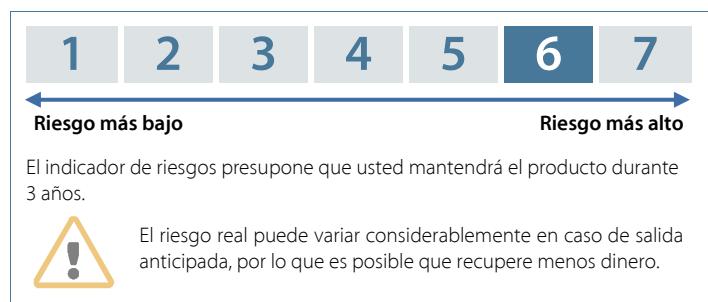 1 2 3 4 5 6 7
Riesgo más bajo Riesgo más alto
El indicador de riesgos presupone que usted mantendrá el producto durante
3 años.
El riesgo real puede variar considerablemente en caso de salida
anticipada, por lo que es posible que recupere menos dinero.